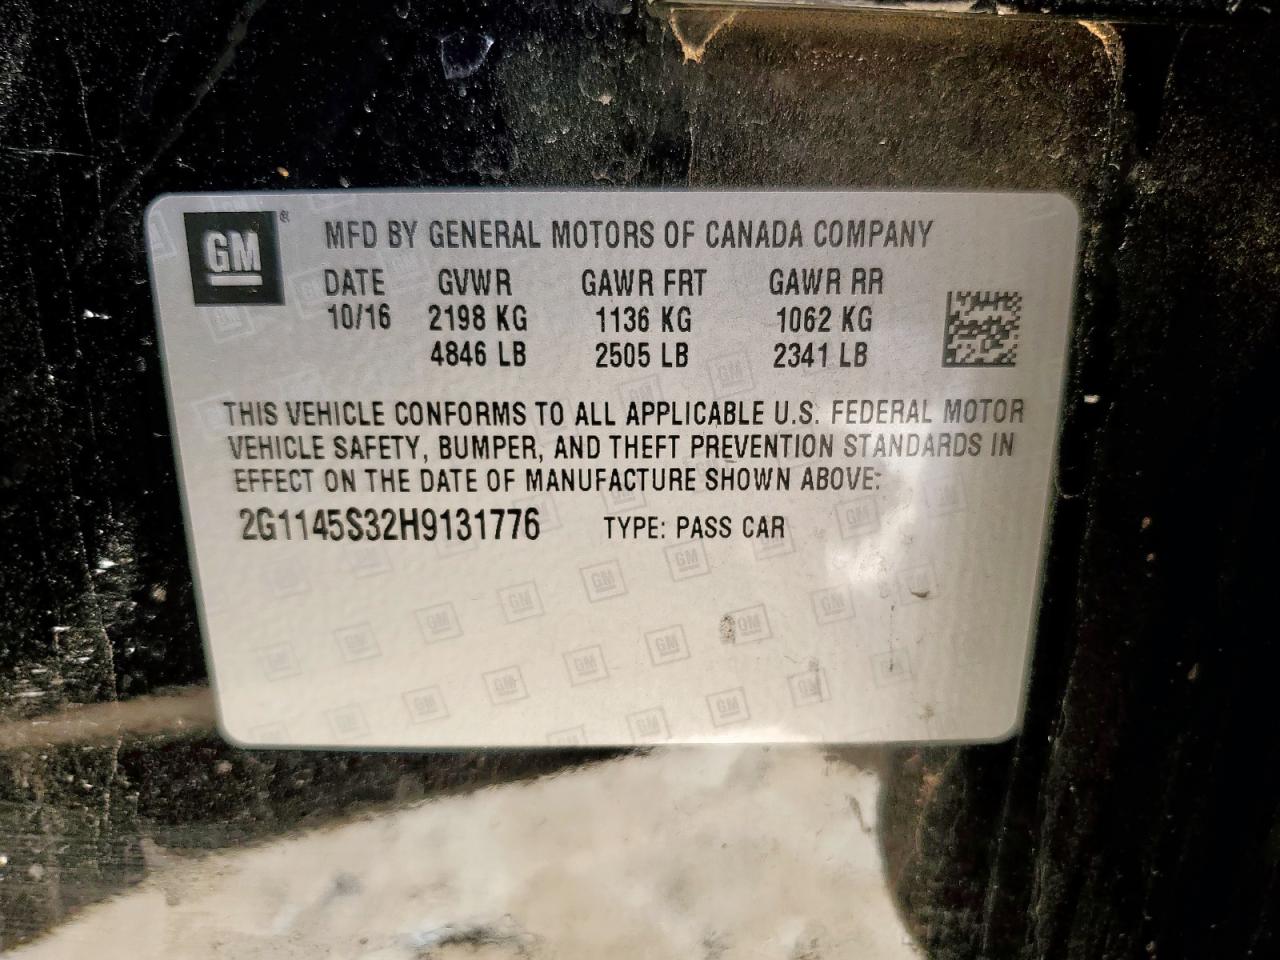 GM ® MFD BY GENERAL MOTORS OF CANADA COMPANY
DATE GVWR GAWR FRT GAWR RR
10/16 2198 KG 1136 KG 1062 KG
4846 LB 2505 LB 2341 LB
THIS VEHICLE CONFORMS TO ALL APPLICABLE U.S. FEDERAL MOTOR
VEHICLE SAFETY, BUMPER, AND THEFT PREVENTION STANDARDS IN
EFFECT ON THE DATE OF MANUFACTURE SHOWN ABOVE:
2G1145S32H9131776 TYPE: PASS CAR